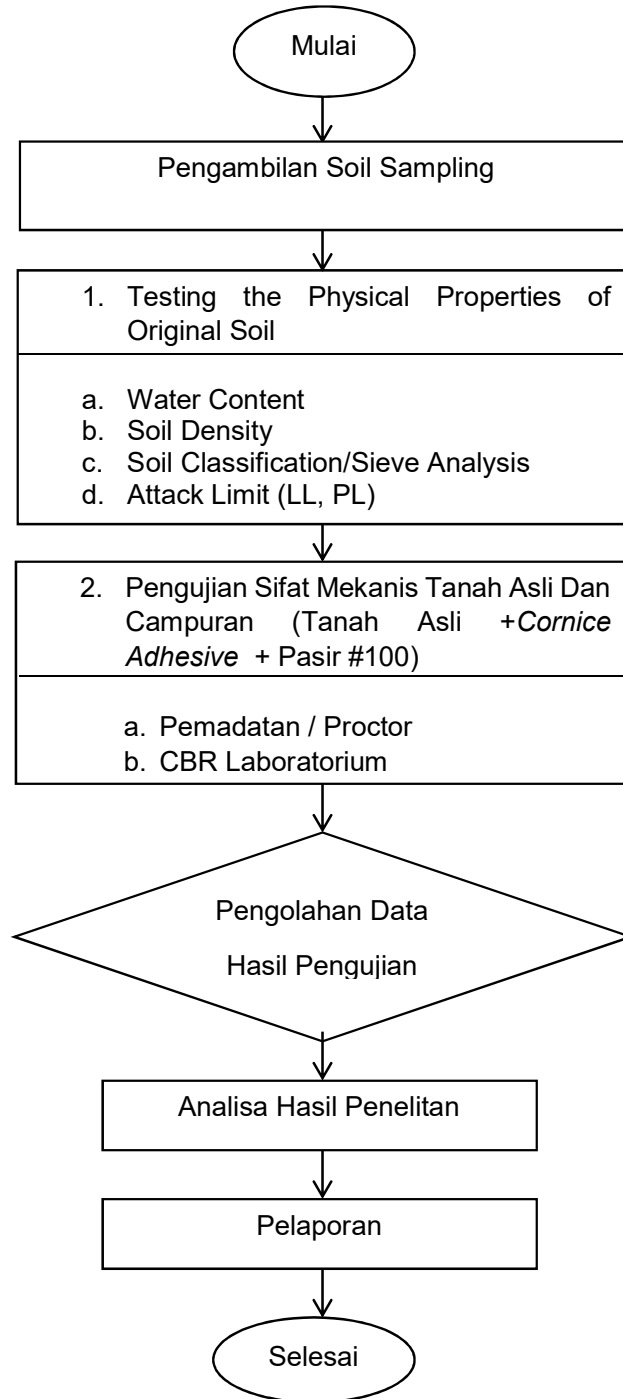 Mulai
Pengambilan Soil Sampling
1. Testing the Physical Properties of
Original Soil
a. Water Content
b. Soil Density
c. Soil Classification/Sieve Analysis
d. Attack Limit (LL, PL)
2. Pengujian Sifat Mekanis Tanah Asli Dan
Campuran (Tanah Asli +Cornice
Adhesive + Pasir #100)
a. Pemadatan / Proctor
b. CBR Laboratorium
Pengolahan Data
Hasil Pengujian
Analisa Hasil Penelitan
Pelaporan
Selesai